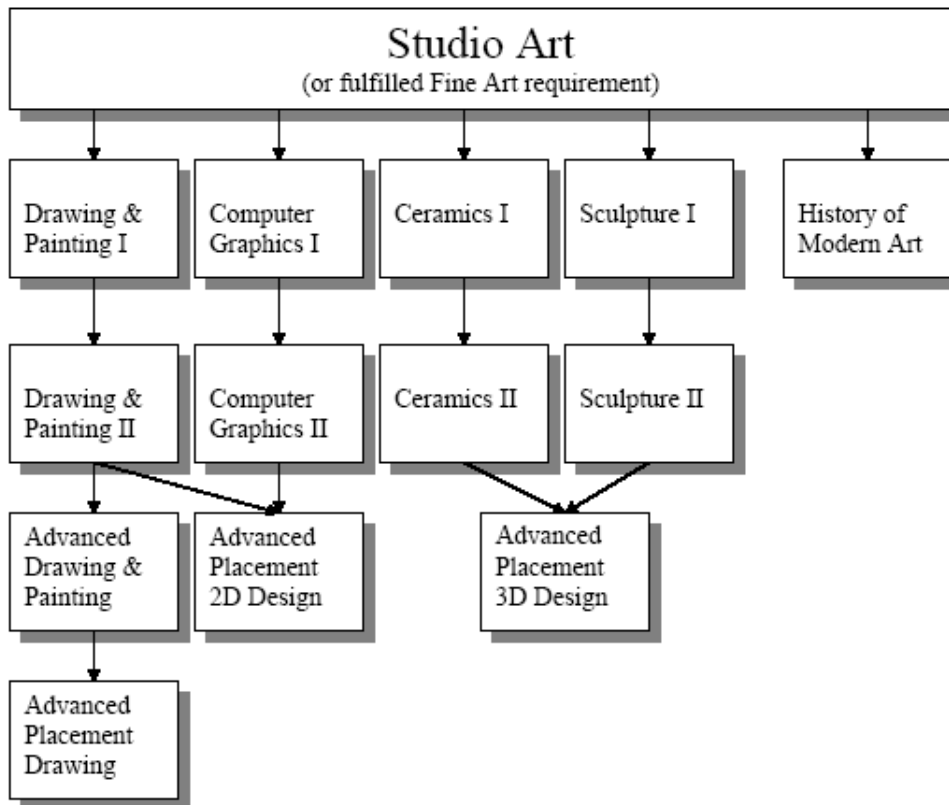 Studio Art
(or fulfilled Fine Art requirement)
Drawing &
Painting I
Computer
Graphics I
Ceramics I
Sculpture I
History of
Modern Art
Drawing &
Painting II
Computer
Graphics II
Ceramics II
Sculpture II
Advanced
Drawing &
Painting
Advanced
Placement
2D Design
Advanced
Placement
3D Design
Advanced
Placement
Drawing